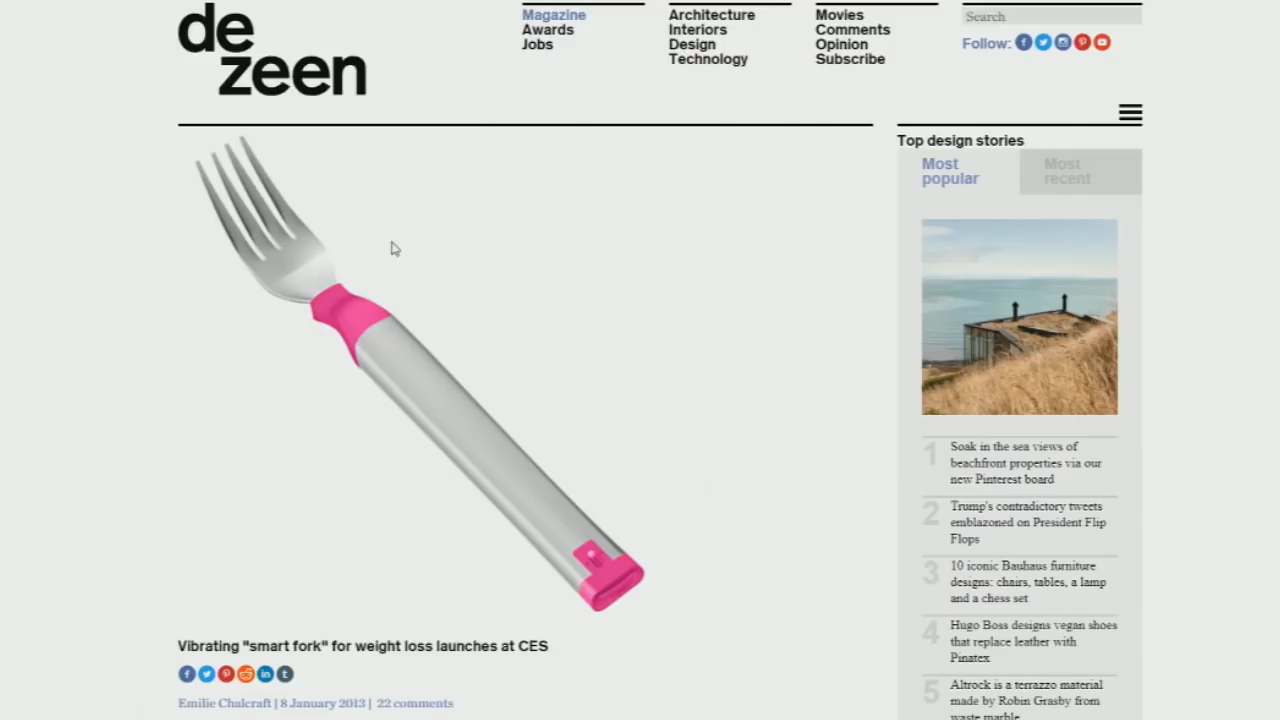 de
zeen
Magazine
Awards
Jobs
Architecture
Interiors
Design
Technology
Movies
Comments
Opinion
Subscribe
Search
Follow:
Vibrating "smart fork" for weight loss launches at CES
Emilie Chalcraft | 8 January 2013 | 22 comments
Top design stories
Most
popular
Most
recent
1 Soak in the sea views of
beachfront properties via our
new Pinterest board
2 Trump's contradictory tweets
emblazoned on President Flip
Flops
3 10 iconic Bauhaus furniture
designs: chairs, tables, a lamp
and a chess set
4 Hugo Boss designs vegan shoes
that replace leather with
Pinatex
5 Altrock is a terrazzo material
made by Robin Grasby from
waste marble